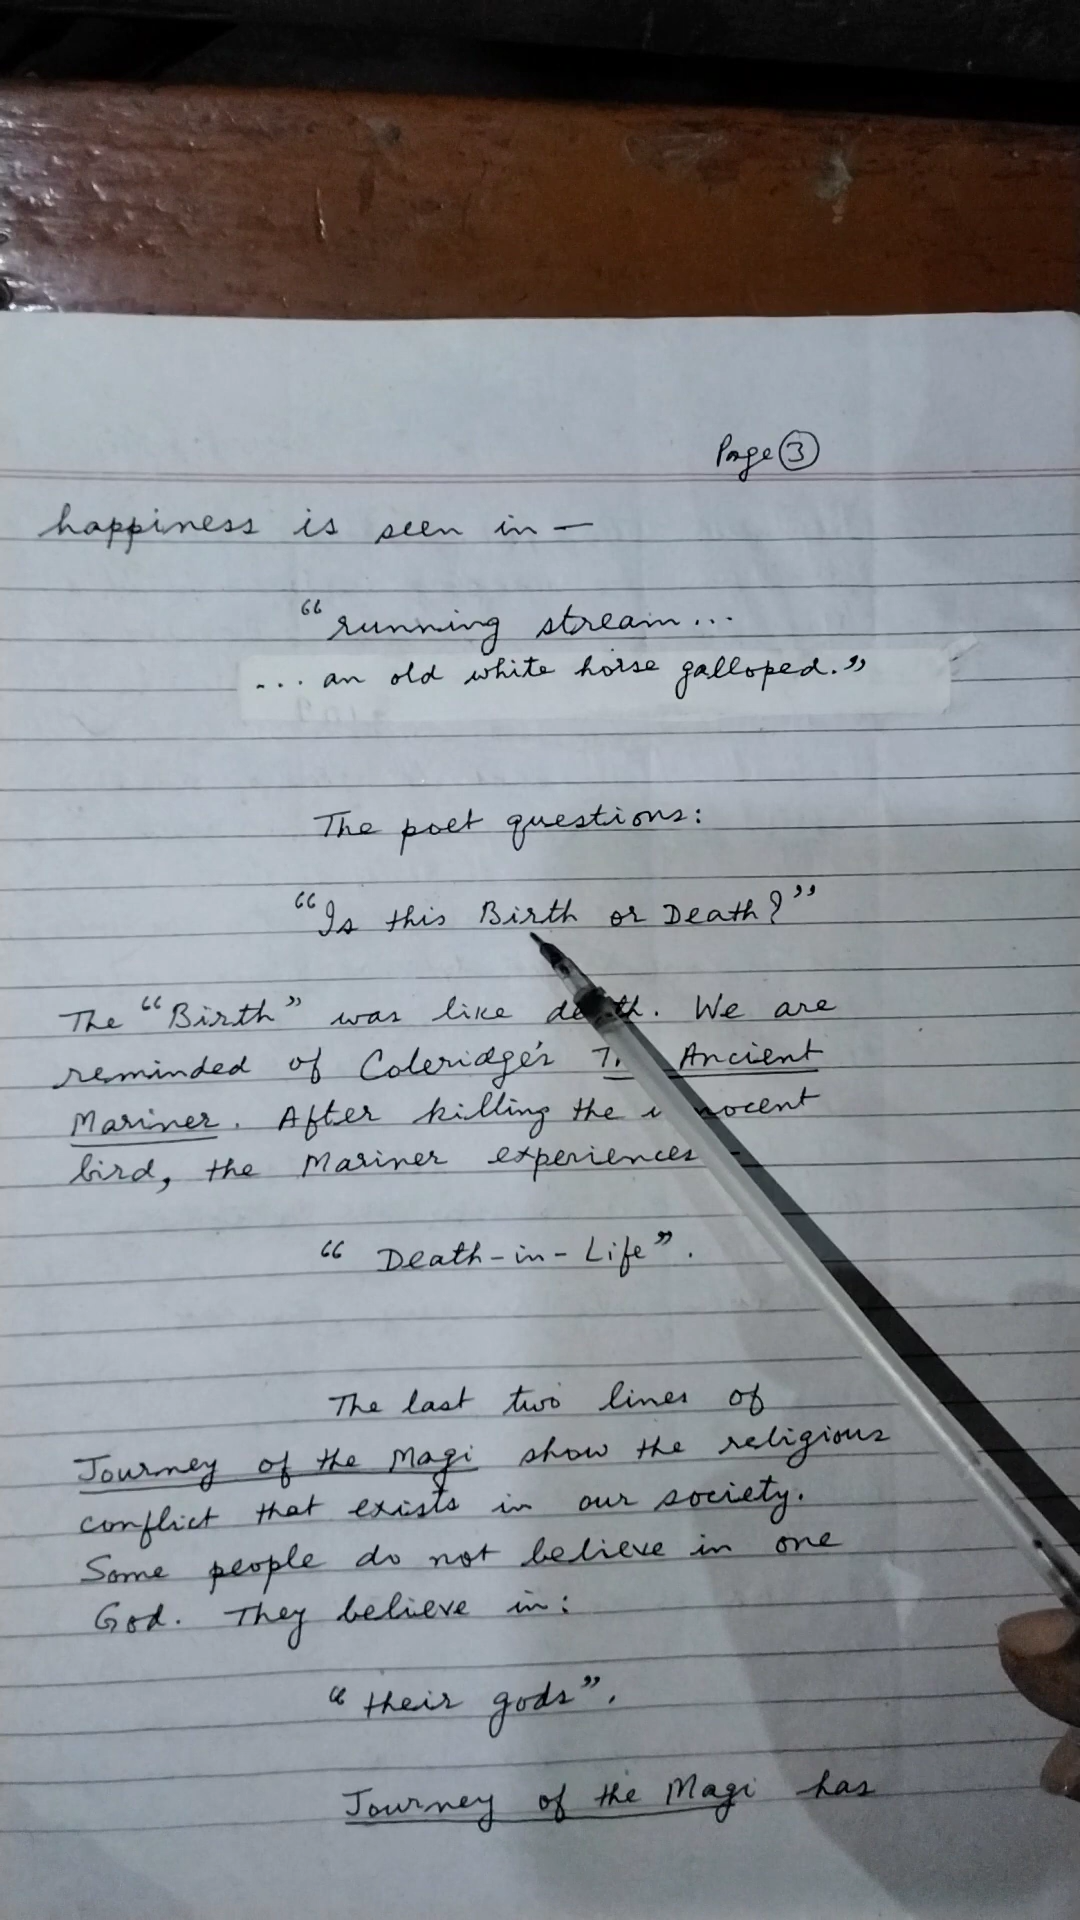 Page 3
happiness is seen in —
"running stream...
... an old white horse galloped."
The poet questions:
"Is this Birth or Death?"
The "Birth" was like death. We are
reminded of Coleridge's Ancient
Mariner. After killing the innocent
bird, the Mariner experiences
"Death-in-Life".
The last two lines of
Journey of the Magi show the religious
conflict that exists in our society.
Some people do not believe in one
God. They believe in:
"their gods".
Journey of the Magi has